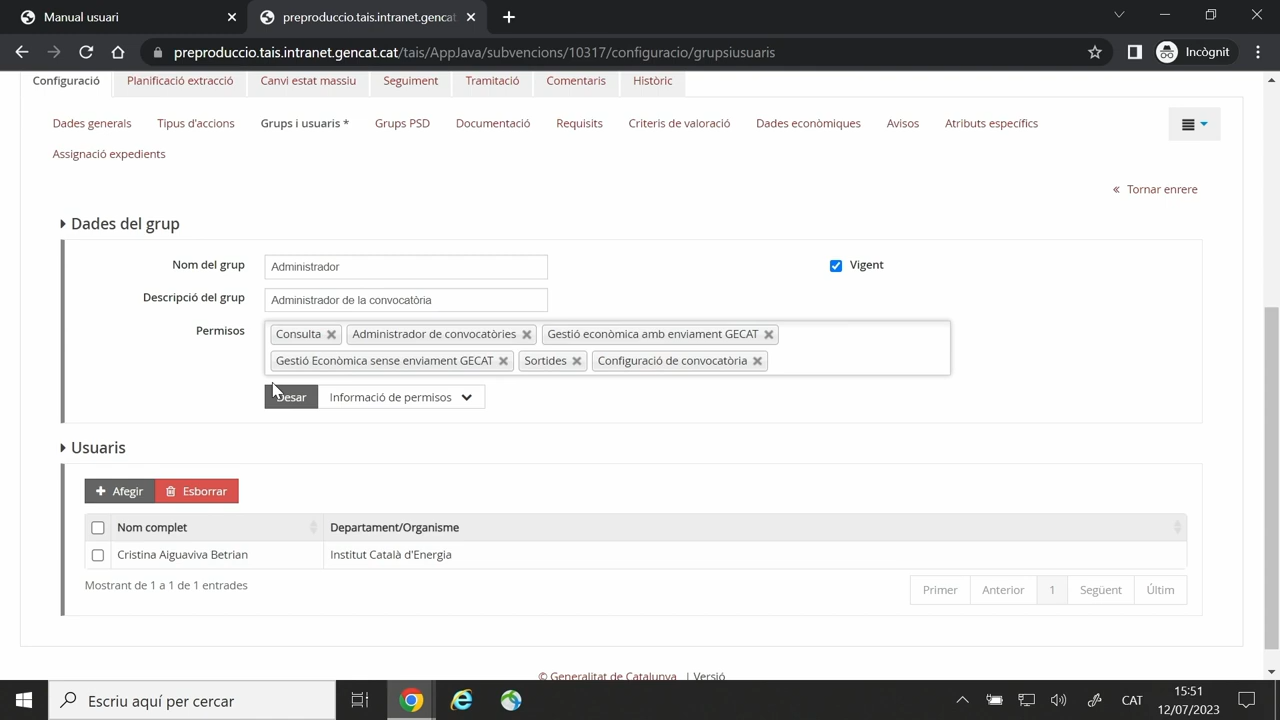 Manual usuari
preproduccio.tais.intranet.gencat
preproduccio.tais.intranet.gencat.cat/tais/AppJava/subvencions/10317/configuracio/grupsiusuaris
Incògnit
Configuració Planificació extracció Canvi estat massiu Seguiment Tramitació Comentaris Històric
Dades generals Tipus d'accions Grups i usuaris * Grups PSD Documentació Requisits Criteris de valoració Dades econòmiques Avisos Atributs específics
Assignació expedients
« Tornar enrere
Dades del grup
Nom del grup Administrador Vigent
Descripció del grup Administrador de la convocatòria
Permisos Consulta Administrador de convocatòries Gestió econòmica amb enviament GECAT
Gestió Econòmica sense enviament GECAT Sortides Configuració de convocatòria
Desar Informació de permisos
Usuaris
Afegir Esborrar
Nom complet Departament/Organisme
Cristina Aiguaviva Betrian Institut Català d'Energia
Mostrant de 1 a 1 de 1 entrades
Primer Anterior 1 Següent Últim
© Generalitat de Catalunya | Versió
Escriu aquí per cercar
CAT
15:51
12/07/2023